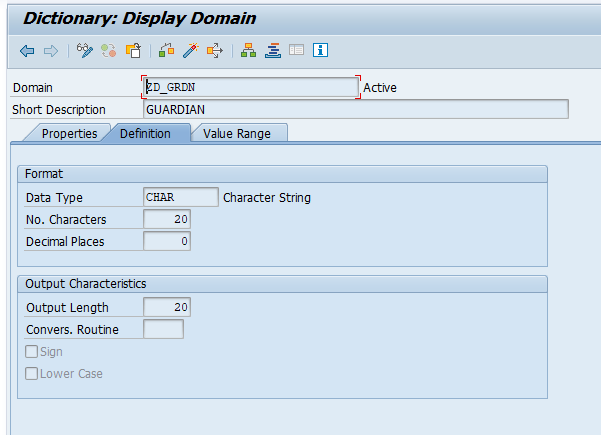 Dictionary: Display Domain
Domain ZD_GRDN Active
Short Description GUARDIAN
Properties Definition Value Range
Format
Data Type CHAR Character String
No. Characters 20
Decimal Places 0
Output Characteristics
Output Length 20
Convers. Routine
Sign
Lower Case